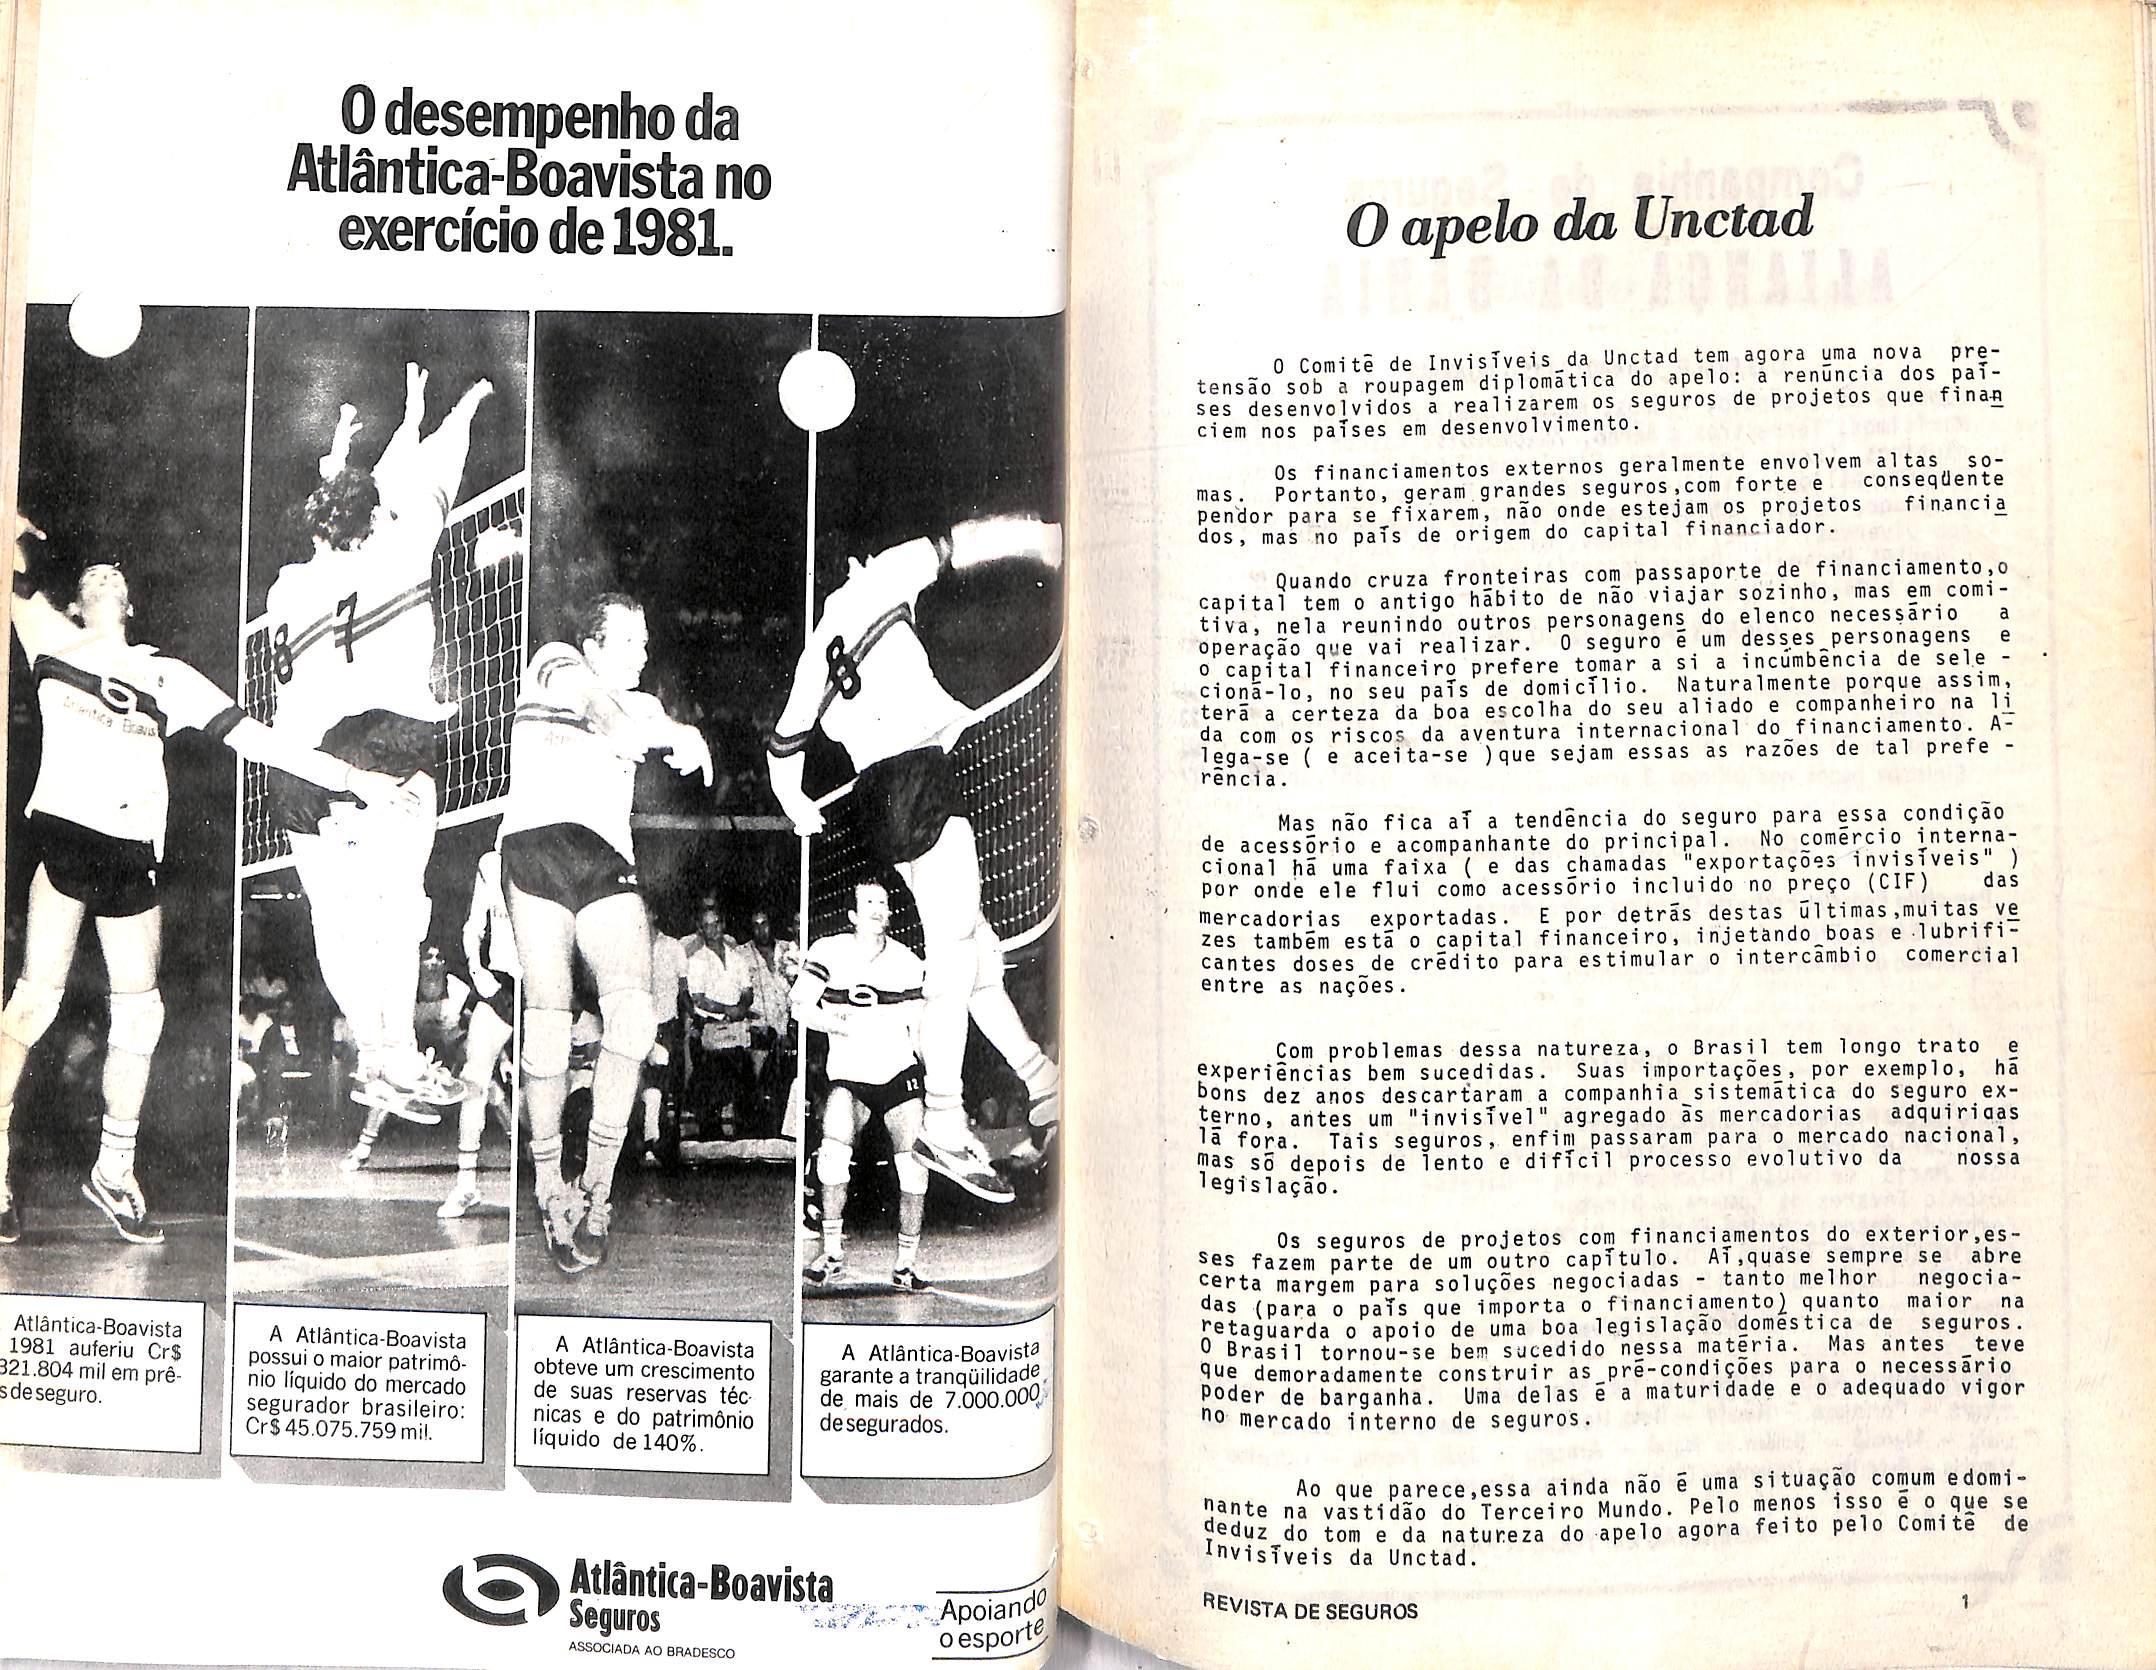 O desempenho da
Atlântica-Boavista no
exercício de 1981.
8 7
8
Atlântica Boavis
12
Atlântica-Boavista
1981 auferiu Cr$
321.804 mil em prê-
s de seguro.
A Atlântica-Boavista
possui o maior patrimô-
nio líquido do mercado
segurador brasileiro:
Cr$ 45.075.759 mil.
A Atlântica-Boavista
obteve um crescimento
de suas reservas téc-
nicas e do patrimônio
líquido de 140%.
A Atlântica-Boavista
garante a tranqüilidade
de mais de 7.000.000
de segurados.
Atlântica-Boavista
Seguros
ASSOCIADA AO BRADESCO
Apoiando
o esporte
O apelo da Unctad
O Comitê de Invisíveis da Unctad tem agora uma nova pre-
tensão sob a roupagem diplomática do apelo: a renúncia dos paí-
ses desenvolvidos a realizarem os seguros de projetos que finan
ciem nos países em desenvolvimento.
Os financiamentos externos geralmente envolvem altas so-
mas. Portanto, geram grandes seguros,com forte e conseqüente
pendor para se fixarem, não onde estejam os projetos financia
dos, mas no país de origem do capital financiador.
Quando cruza fronteiras com passaporte de financiamento,o
capital tem o antigo hábito de não viajar sozinho, mas em comi-
tiva, nela reunindo outros personagens do elenco necessário a
operação que vai realizar. O seguro é um desses personagens e
o capital financeiro prefere tomar a si a incumbência de sele -
cioná-lo, no seu país de domicílio. Naturalmente porque assim,
terá a certeza da boa escolha do seu aliado e companheiro na li
da com os riscos da aventura internacional do financiamento. A-
lega-se ( e aceita-se )que sejam essas as razões de tal prefe -
rência.
Mas não fica aí a tendência do seguro para essa condição
de acessório e acompanhante do principal. No comércio interna-
cional há uma faixa ( e das chamadas "exportações invisíveis" )
por onde ele flui como acessório incluido no preço (CIF) das
mercadorias exportadas. E por detrás destas últimas,muitas ve
zes também está o capital financeiro, injetando boas e lubrifi-
cantes doses de crédito para estimular o intercâmbio comercial
entre as nações.
Com problemas dessa natureza, o Brasil tem longo trato e
experiências bem sucedidas. Suas importações, por exemplo, há
bons dez anos descartaram a companhia sistemática do seguro ex-
terno, antes um "invisível" agregado às mercadorias adquiridas
lá fora. Tais seguros, enfim passaram para o mercado nacional,
mas só depois de lento e difícil processo evolutivo da nossa
legislação.
Os seguros de projetos com financiamentos do exterior,es-
ses fazem parte de um outro capítulo. Aí,quase sempre se abre
certa margem para soluções negociadas - tanto melhor negocia-
das (para o país que importa o financiamento) quanto maior na
retaguarda o apoio de uma boa legislação doméstica de seguros.
O Brasil tornou-se bem sucedido nessa matéria. Mas antes teve
que demoradamente construir as pré-condições para o necessário
poder de barganha. Uma delas é a maturidade e o adequado vigor
no mercado interno de seguros.
Ao que parece,essa ainda não é uma situação comum e domi-
nante na vastidão do Terceiro Mundo. Pelo menos isso é o que se
deduz do tom e da natureza do apelo agora feito pelo Comitê de
Invisíveis da Unctad.
REVISTA DE SEGUROS
1